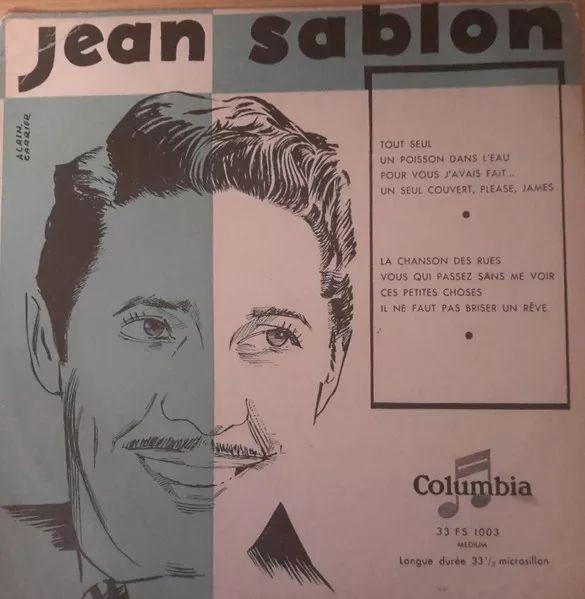 jean sablon
ALAIN
CARRIER
TOUT SEUL
UN POISSON DANS L'EAU
POUR VOUS J'AVAIS FAIT...
UN SEUL COUVERT, PLEASE, JAMES
LA CHANSON DES RUES
VOUS QUI PASSEZ SANS ME VOIR
CES PETITES CHOSES
IL NE FAUT PAS BRISER UN RÊVE
Columbia
33 FS 1003
MEDIUM
Longue durée 33 1/3 microsillon